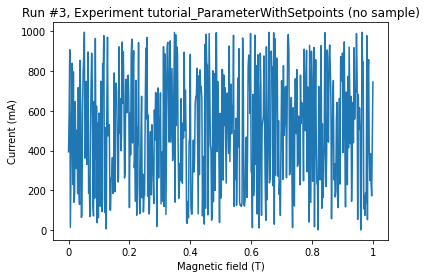 Run #3, Experiment tutorial_ParameterWithSetpoints (no sample)
1000
800
600
400
200
0
Current (mA)
0 0.2 0.4 0.6 0.8 1
Magnetic field (T)